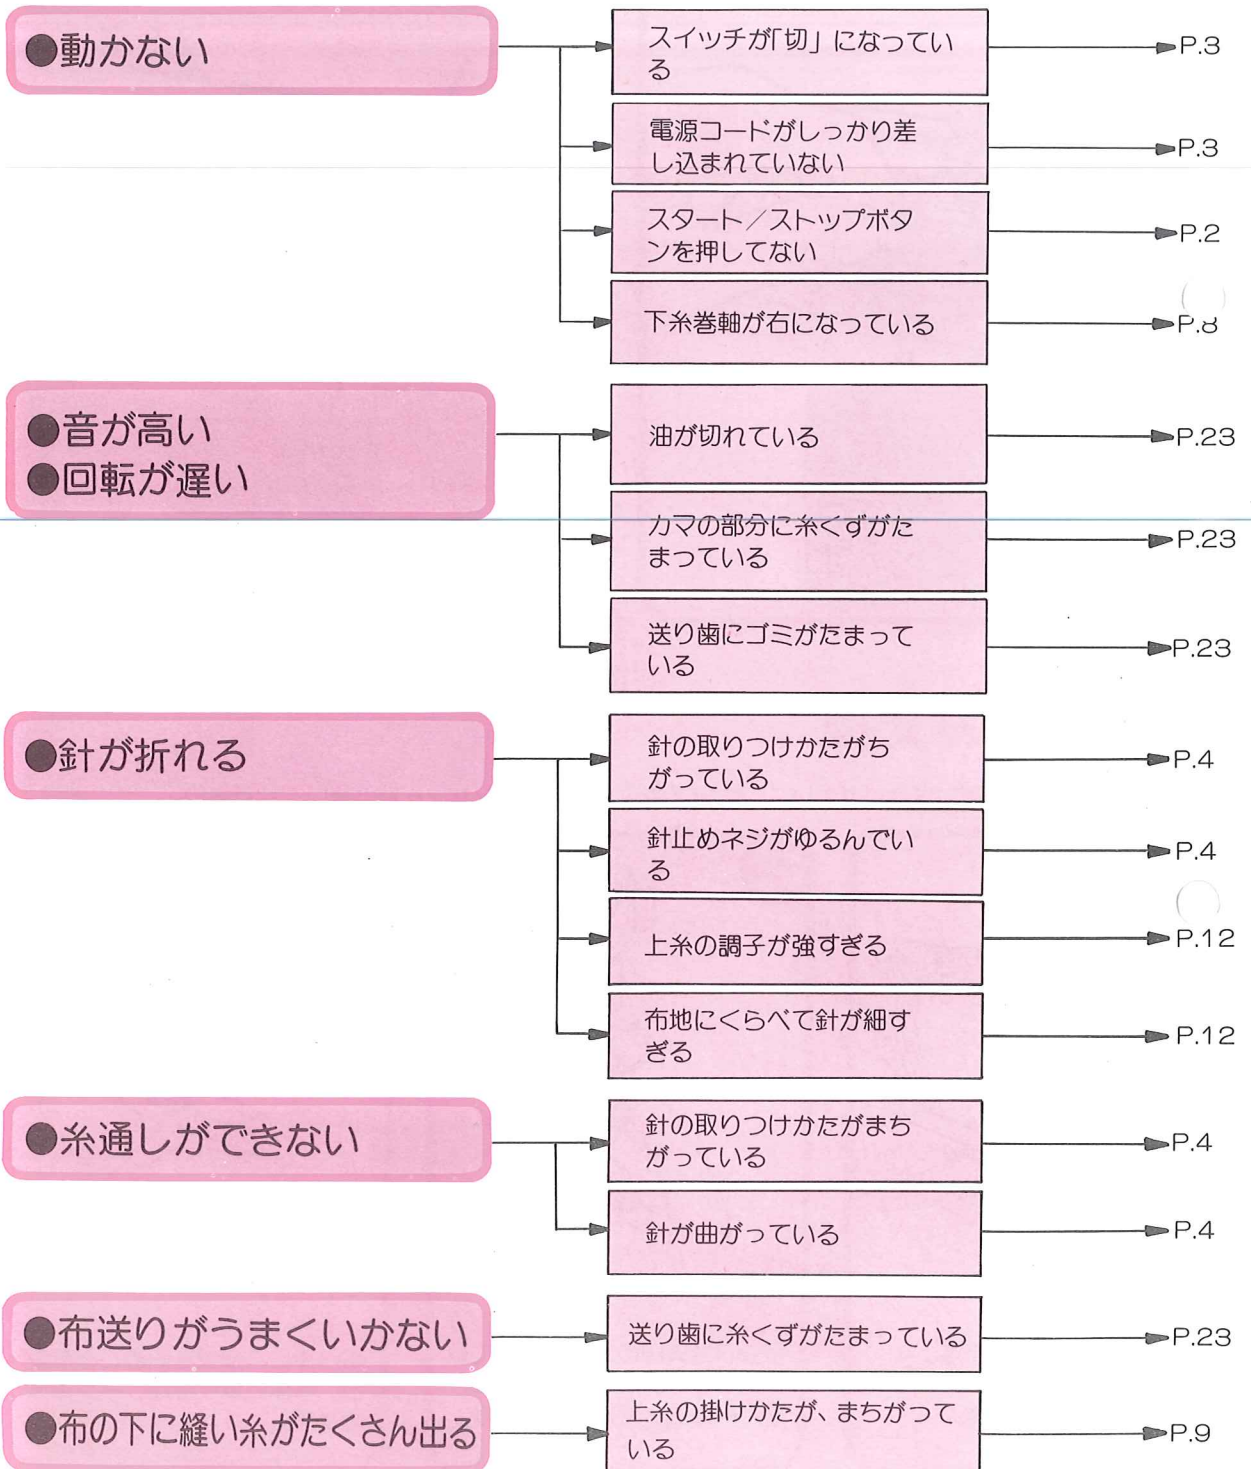 ●動かない
スイッチが「切」になってい
る
P.3
電源コードがしっかり差
し込まれていない
P.3
スタート／ストップボタ
ンを押してない
P.2
下糸巻軸が右になっている
P.8
●音が高い
●回転が遅い
油が切れている
P.23
カマの部分に糸くずがた
まっている
P.23
送り歯にゴミがたまって
いる
P.23
●針が折れる
針の取りつけかたがち
がっている
P.4
針止めネジがゆるんでい
る
P.4
上糸の調子が強すぎる
P.12
布地にくらべて針が細す
ぎる
P.12
●糸通しができない
針の取りつけかたがまち
がっている
P.4
針が曲がっている
P.4
●布送りがうまくいかない
送り歯に糸くずがたまっている
P.23
●布の下に縫い糸がたくさん出る
上糸の掛けかたが、まちがって
いる
P.9